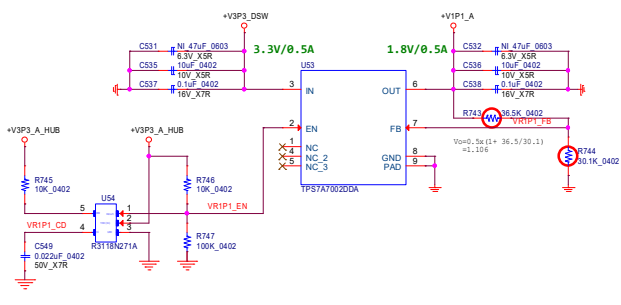 +V3P3_DSW
+V1P1_A
C531 NI_47uF_0603
6.3V_X5R
C535 10uF_0402
10V_X5R
C537 0.1uF_0402
16V_X7R
3.3V/0.5A
1.8V/0.5A
C532 NI_47uF_0603
6.3V_X5R
C536 10uF_0402
10V_X5R
C538 0.1uF_0402
16V_X7R
U53
3 IN
OUT 6
2 EN
FB 7
1 NC
4 NC_2
5 NC_3
GND 8
PAD 9
TPS7A7002DDA
R743 36.5K_0402
VR1P1_FB
Vo=0.5x(1+ 36.5/30.1)
=1.106
R744
30.1K_0402
+V3P3_A_HUB
+V3P3_A_HUB
R745
10K_0402
R746
10K_0402
U54
5 1
2
4 3
R3118N271A
VR1P1_CD
VR1P1_EN
R747
100K_0402
C549
0.022uF_0402
50V_X7R